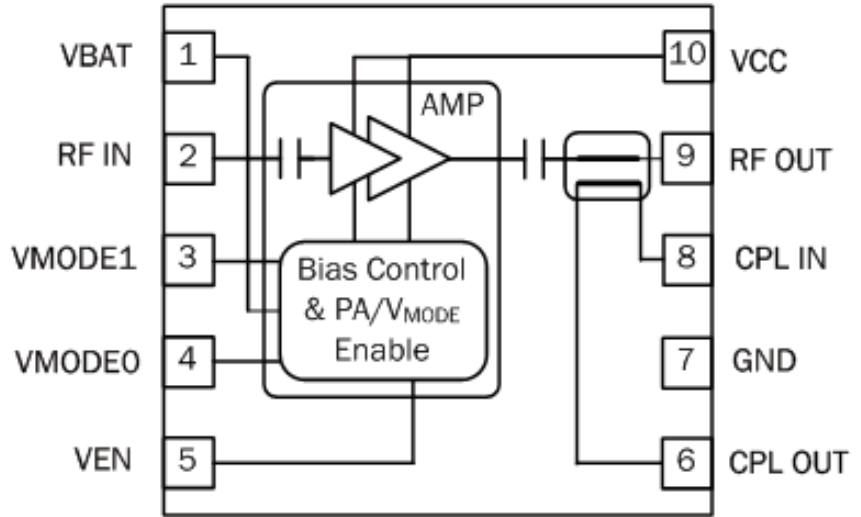 VBAT 1 10 VCC
AMP
RF IN 2 9 RF OUT
VMODE1 3 8 CPL IN
Bias Control
& PA/VMODE
Enable
VMODE0 4 7 GND
VEN 5 6 CPL OUT